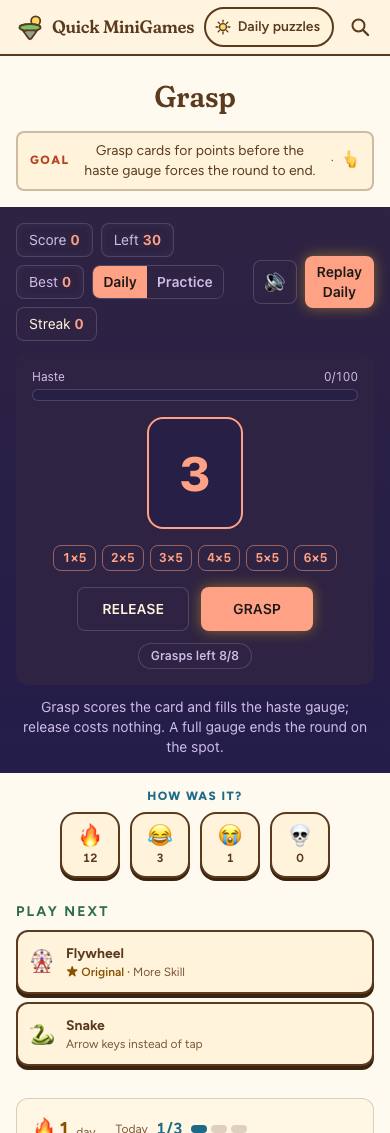 Quick MiniGames
Daily puzzles
Grasp
GOAL
Grasp cards for points before the
haste gauge forces the round to end.
·
Score 0
Left 30
Best 0
Daily
Practice
Streak 0
Replay
Daily
Haste
0/100
3
1×5
2×5
3×5
4×5
5×5
6×5
RELEASE
GRASP
Grasps left 8/8
Grasp scores the card and fills the haste gauge;
release costs nothing. A full gauge ends the round on
the spot.
HOW WAS IT?
12
3
1
0
PLAY NEXT
Flywheel
★ Original · More Skill
Snake
Arrow keys instead of tap
1 day
Today 1/3